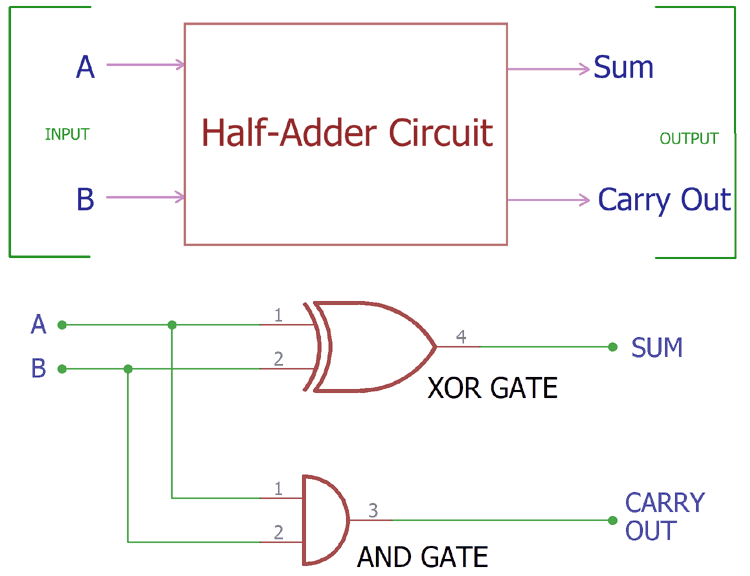 A
Sum
INPUT
Half-Adder Circuit
OUTPUT
B
Carry Out
A
1
B
2
4
SUM
XOR GATE
1
2
3
CARRY
OUT
AND GATE